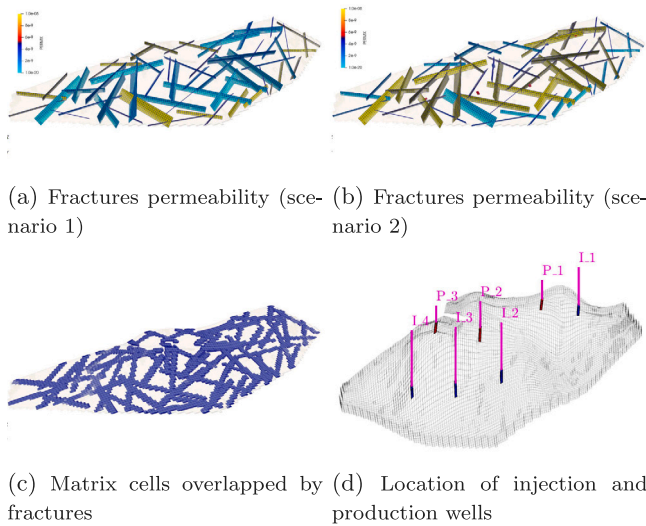 (a) Fractures permeability (sce-
nario 1)
(b) Fractures permeability (sce-
nario 2)
P_1
I_1
P_3
P_2
I_4
I_3
I_2
(c) Matrix cells overlapped by
fractures
(d) Location of injection and
production wells